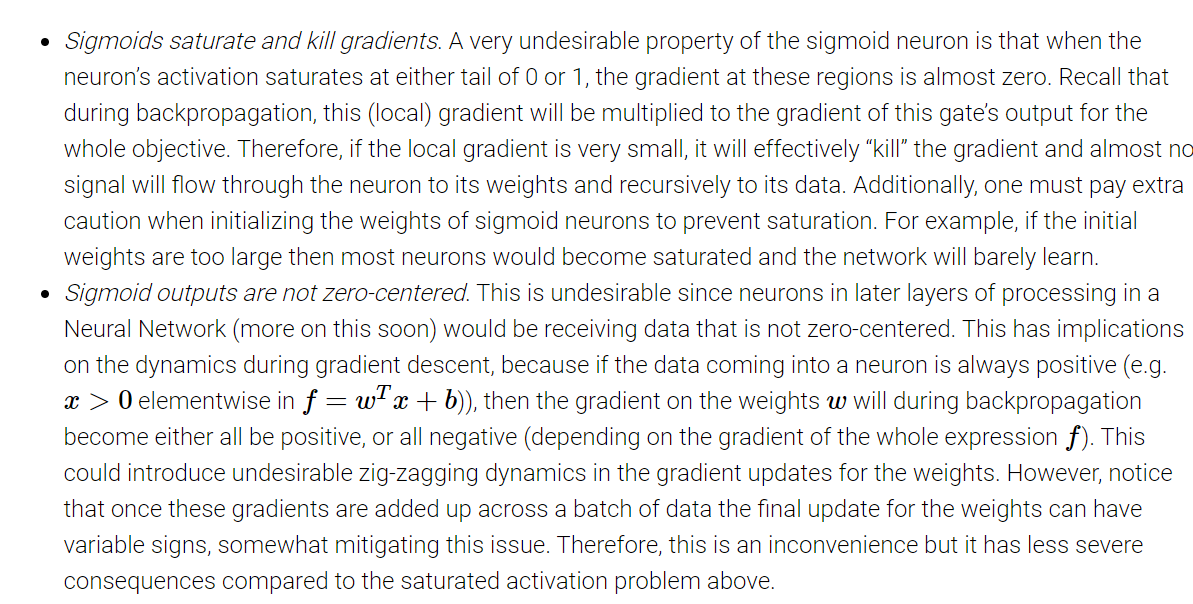 • Sigmoids saturate and kill gradients. A very undesirable property of the sigmoid neuron is that when the
neuron’s activation saturates at either tail of 0 or 1, the gradient at these regions is almost zero. Recall that
during backpropagation, this (local) gradient will be multiplied to the gradient of this gate’s output for the
whole objective. Therefore, if the local gradient is very small, it will effectively “kill” the gradient and almost no
signal will flow through the neuron to its weights and recursively to its data. Additionally, one must pay extra
caution when initializing the weights of sigmoid neurons to prevent saturation. For example, if the initial
weights are too large then most neurons would become saturated and the network will barely learn.
• Sigmoid outputs are not zero-centered. This is undesirable since neurons in later layers of processing in a
Neural Network (more on this soon) would be receiving data that is not zero-centered. This has implications
on the dynamics during gradient descent, because if the data coming into a neuron is always positive (e.g.
x > 0 elementwise in f = w^T x + b)), then the gradient on the weights w will during backpropagation
become either all be positive, or all negative (depending on the gradient of the whole expression f). This
could introduce undesirable zig-zagging dynamics in the gradient updates for the weights. However, notice
that once these gradients are added up across a batch of data the final update for the weights can have
variable signs, somewhat mitigating this issue. Therefore, this is an inconvenience but it has less severe
consequences compared to the saturated activation problem above.